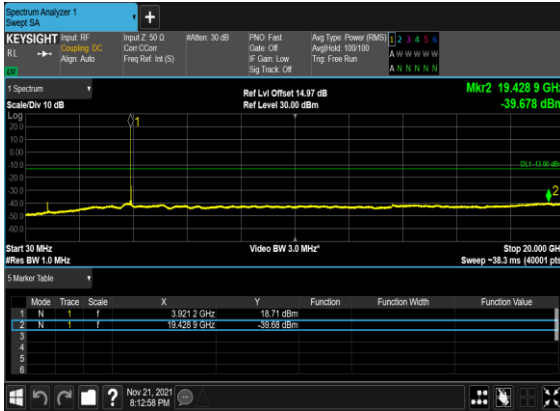 Spectrum Analyzer 1
Swept SA
KEYSIGHT
RL
Input: RF
Coupling: DC
Align: Auto
Input Z: 50 Ω
Corr CCorr
Freq Ref: Int (S)
#Atten: 30 dB
PNO: Fast
Gate: Off
IF Gain: Low
Sig Track: Off
Avg Type: Power (RMS)
Avg|Hold: 100/100
Trig: Free Run
1 2 3 4 5 6
A W W W W W
A N N N N N
1 Spectrum
Scale/Div 10 dB
Ref Lvl Offset 14.97 dB
Ref Level 30.00 dBm
Mkr2 19.428 9 GHz
-39.678 dBm
Log
20.0
10.0
0.00
-10.0
-20.0
-30.0
-40.0
-50.0
-60.0
1
DL1 -13.00 dBm
2
Start 30 MHz
#Res BW 1.0 MHz
Video BW 3.0 MHz*
Stop 20.000 GHz
Sweep ~38.3 ms (40001 pts)
5 Marker Table
Mode Trace Scale X Y Function Function Width Function Value
1 N 1 f 3.921 2 GHz 18.71 dBm
2 N 1 f 19.428 9 GHz -39.68 dBm
3
4
5
6
?
Nov 21, 2021
8:12:58 PM